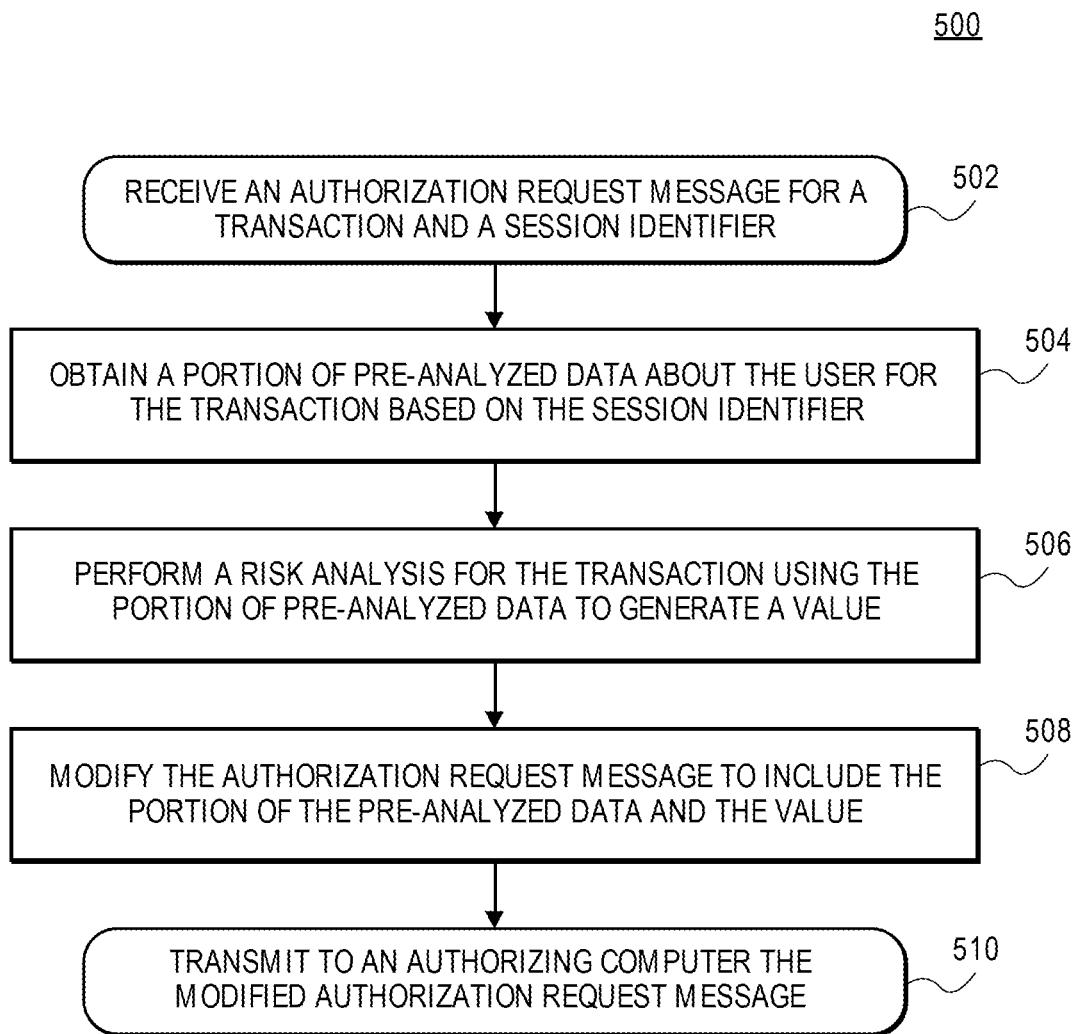 500
RECEIVE AN AUTHORIZATION REQUEST MESSAGE FOR A
TRANSACTION AND A SESSION IDENTIFIER
502
OBTAIN A PORTION OF PRE-ANALYZED DATA ABOUT THE USER FOR
THE TRANSACTION BASED ON THE SESSION IDENTIFIER
504
PERFORM A RISK ANALYSIS FOR THE TRANSACTION USING THE
PORTION OF PRE-ANALYZED DATA TO GENERATE A VALUE
506
MODIFY THE AUTHORIZATION REQUEST MESSAGE TO INCLUDE THE
PORTION OF THE PRE-ANALYZED DATA AND THE VALUE
508
TRANSMIT TO AN AUTHORIZING COMPUTER THE
MODIFIED AUTHORIZATION REQUEST MESSAGE
510